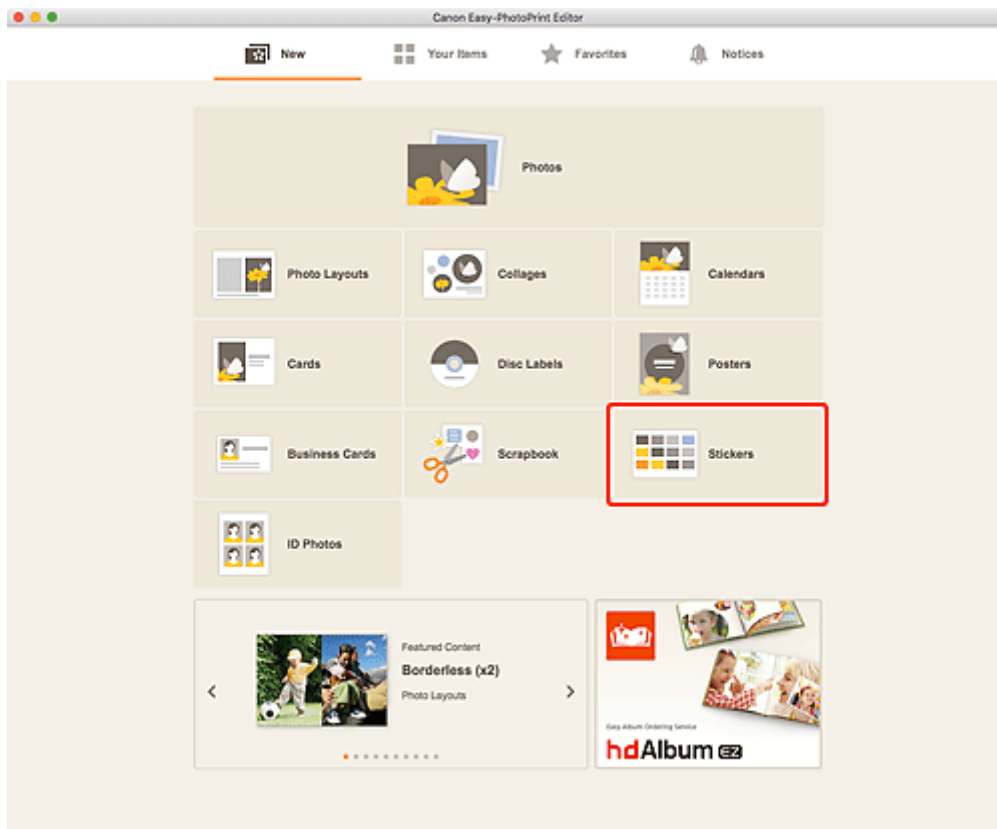 Canon Easy-PhotoPrint Editor
New
Your Items
Favorites
Notices
Photos
Photo Layouts
Collages
Calendars
Cards
Disc Labels
Posters
Business Cards
Scrapbook
Stickers
ID Photos
Featured Content
Borderless (x2)
Photo Layouts
Easy Album Ordering Service
hdAlbum EZ